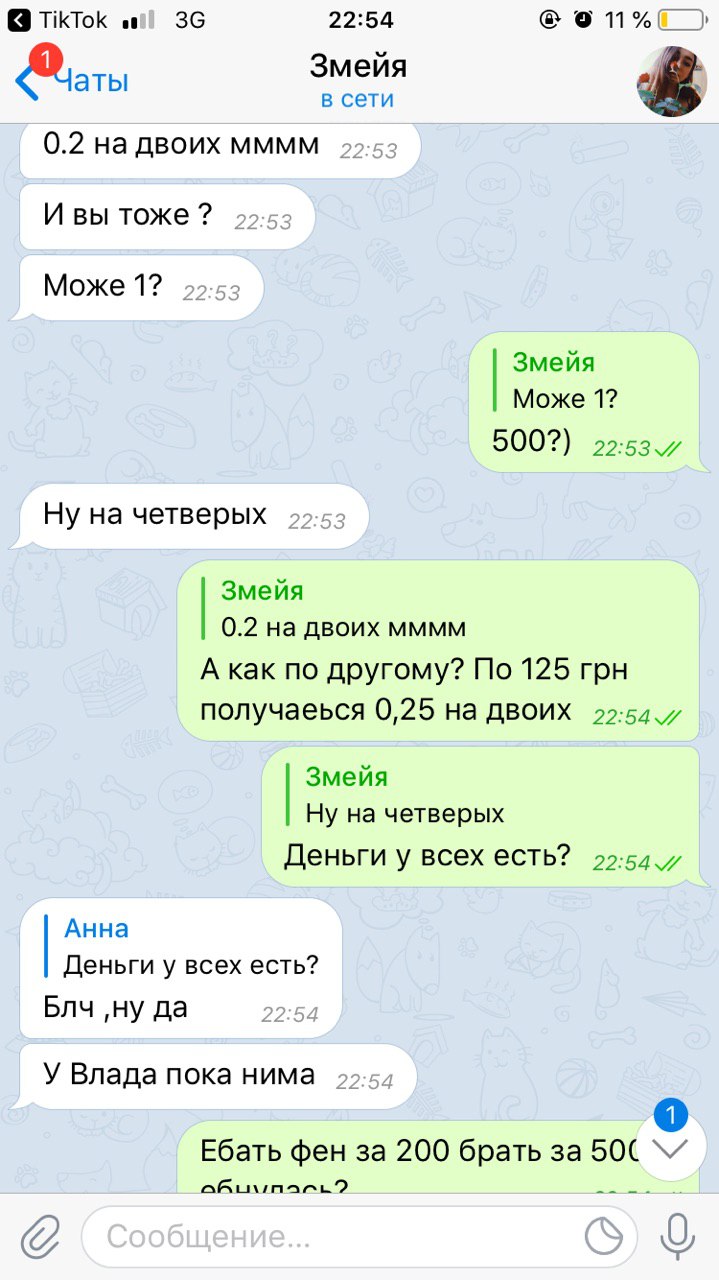 TikTok 3G 22:54 11 %
1
Чаты
Змейя
в сети
0.2 на двоих мммм 22:53
И вы тоже ? 22:53
Може 1? 22:53
Змейя
Може 1?
500?) 22:53
Ну на четверых 22:53
Змейя
0.2 на двоих мммм
А как по другому? По 125 грн
получаеься 0,25 на двоих 22:54
Змейя
Ну на четверых
Деньги у всех есть? 22:54
Анна
Деньги у всех есть?
Блч ,ну да 22:54
У Влада пока нима 22:54
1
Ебать фен за 200 брать за 500
ебнулась?
Сообщение...